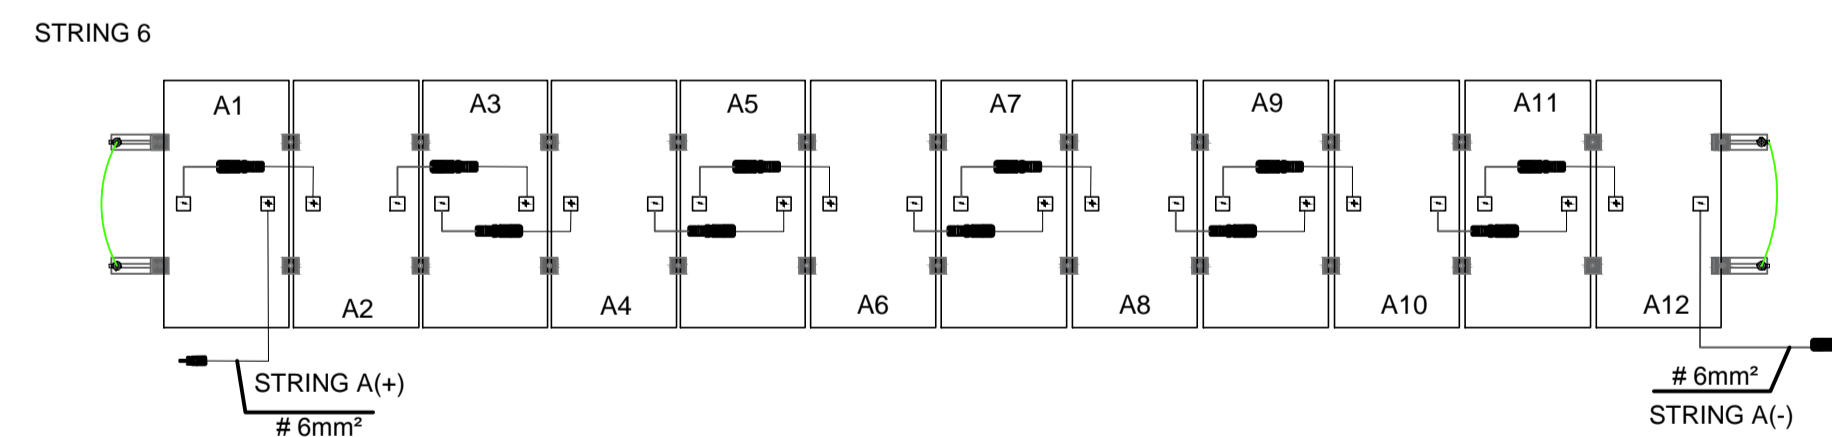 STRING 6
A1
A3
A5
A7
A9
A11
- + + - - + + - - + + - - + + - - + + - - + + -
A2
A4
A6
A8
A10
A12
STRING A(+)
# 6mm²
# 6mm²
STRING A(-)